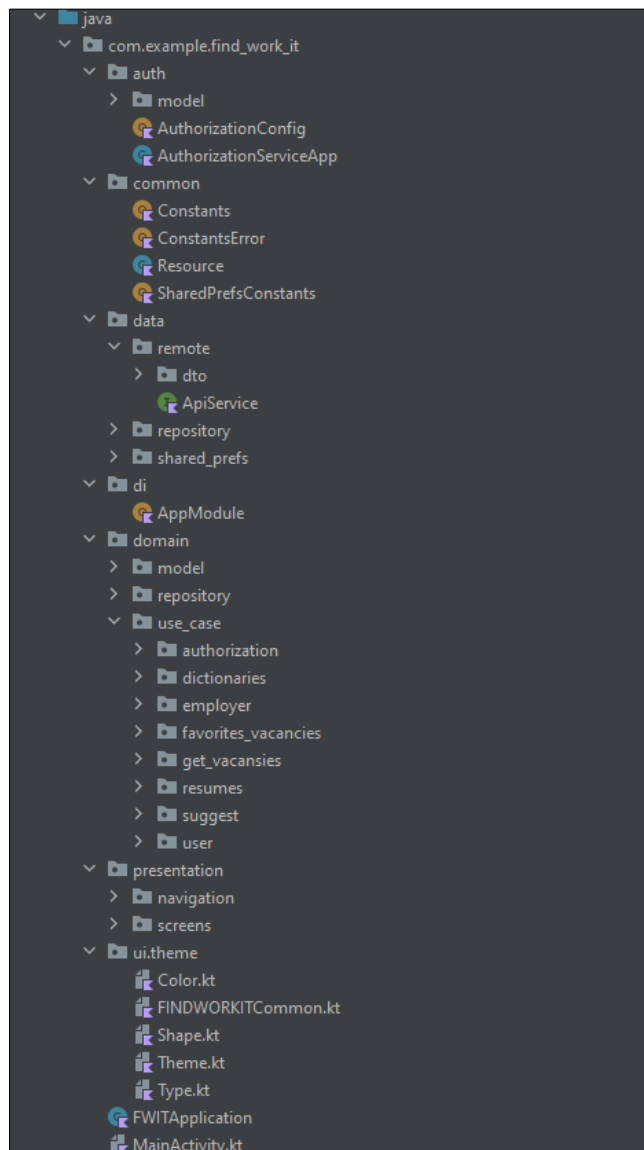 java
com.example.find_work_it
auth
model
AuthorizationConfig
AuthorizationServiceApp
common
Constants
ConstantsError
Resource
SharedPrefsConstants
data
remote
dto
ApiService
repository
shared_prefs
di
AppModule
domain
model
repository
use_case
authorization
dictionaries
employer
favorites_vacancies
get_vacansies
resumes
suggest
user
presentation
navigation
screens
ui.theme
Color.kt
FINDWORKITCommon.kt
Shape.kt
Theme.kt
Type.kt
FWITApplication
MainActivity.kt